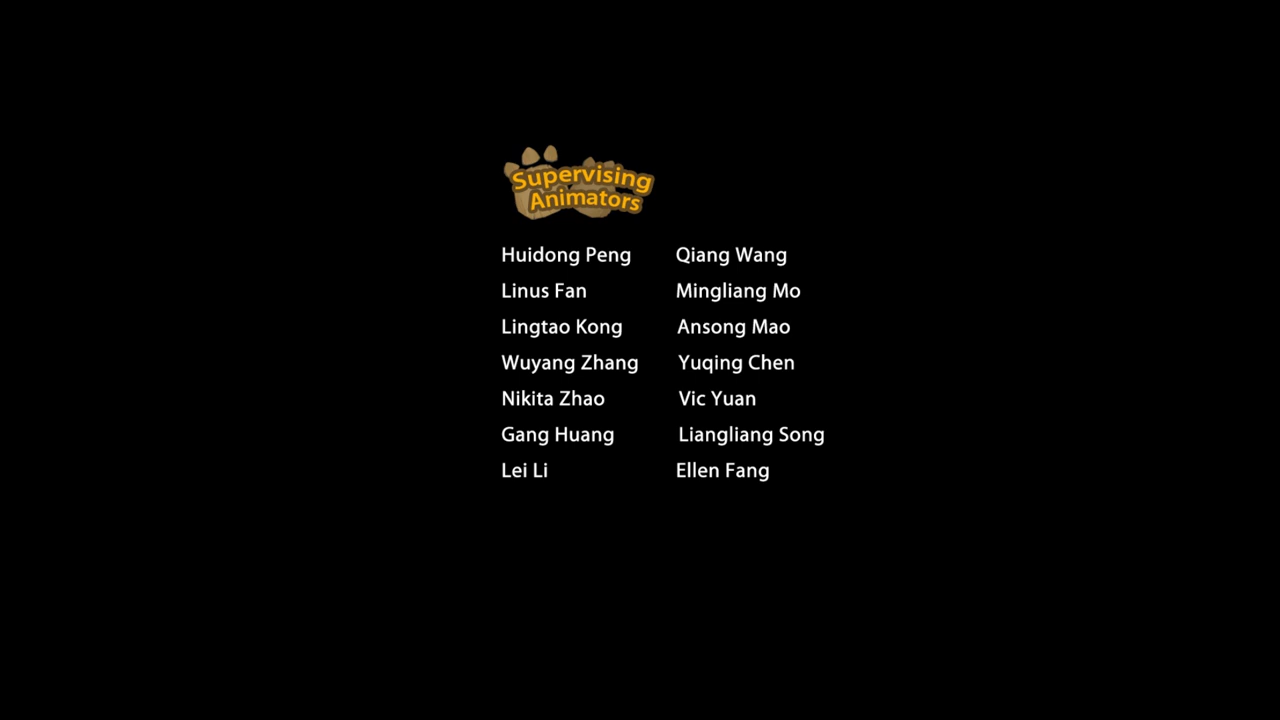 Supervising
Animators
Huidong Peng Qiang Wang
Linus Fan Mingliang Mo
Lingtao Kong Ansong Mao
Wuyang Zhang Yuqing Chen
Nikita Zhao Vic Yuan
Gang Huang Liangliang Song
Lei Li Ellen Fang